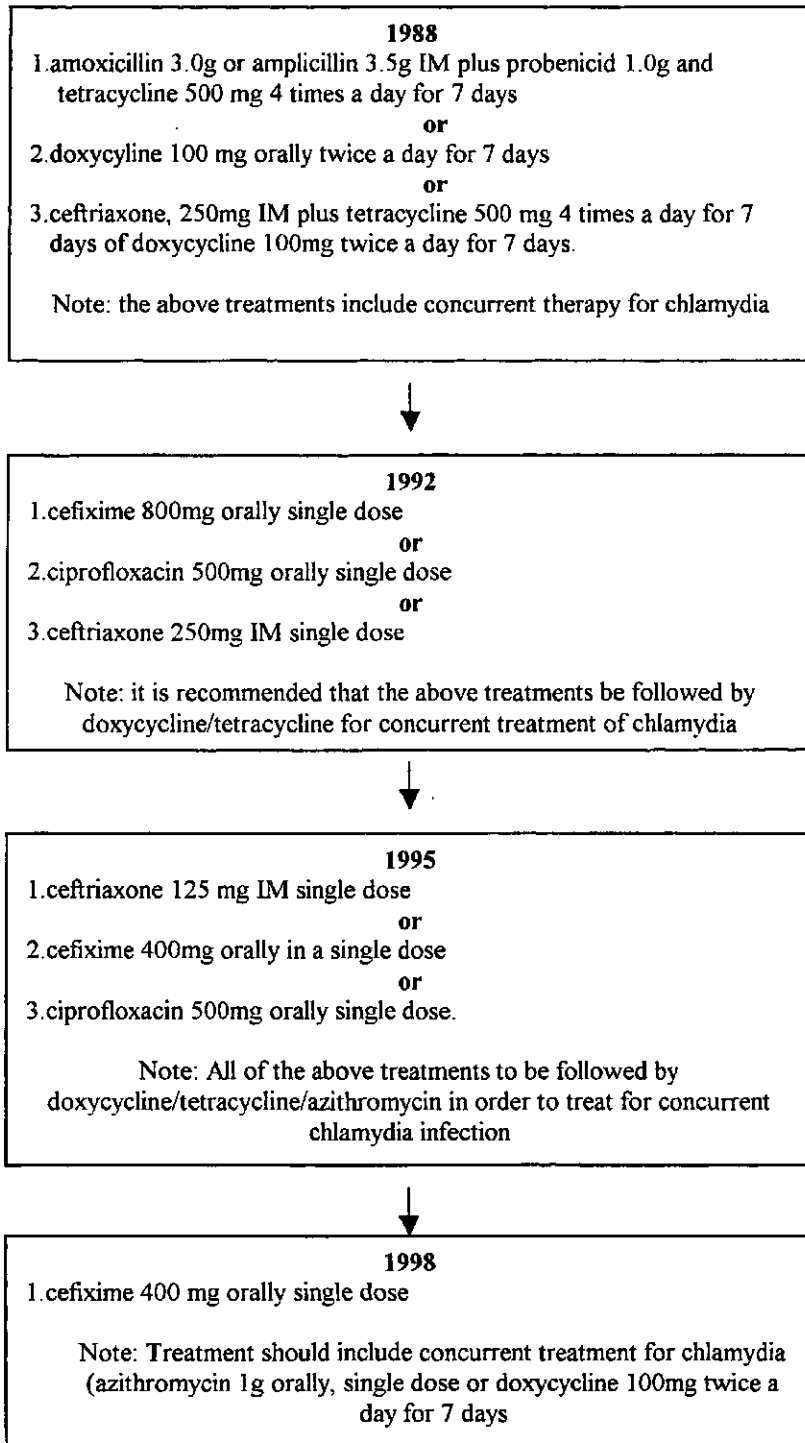 1988
1.amoxicillin 3.0g or amplicillin 3.5g IM plus probenicid 1.0g and
tetracycline 500 mg 4 times a day for 7 days
or
2.doxycyline 100 mg orally twice a day for 7 days
or
3.ceftriaxone, 250mg IM plus tetracycline 500 mg 4 times a day for 7
days of doxycycline 100mg twice a day for 7 days.
Note: the above treatments include concurrent therapy for chlamydia
1992
1.cefixime 800mg orally single dose
or
2.ciprofloxacin 500mg orally single dose
or
3.ceftriaxone 250mg IM single dose
Note: it is recommended that the above treatments be followed by
doxycycline/tetracycline for concurrent treatment of chlamydia
1995
1.ceftriaxone 125 mg IM single dose
or
2.cefixime 400mg orally in a single dose
or
3.ciprofloxacin 500mg orally single dose.
Note: All of the above treatments to be followed by
doxycycline/tetracycline/azithromycin in order to treat for concurrent
chlamydia infection
1998
1.cefixime 400 mg orally single dose
Note: Treatment should include concurrent treatment for chlamydia
(azithromycin 1g orally, single dose or doxycycline 100mg twice a
day for 7 days